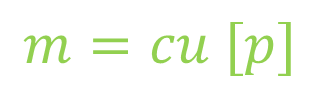 m = cu [p]